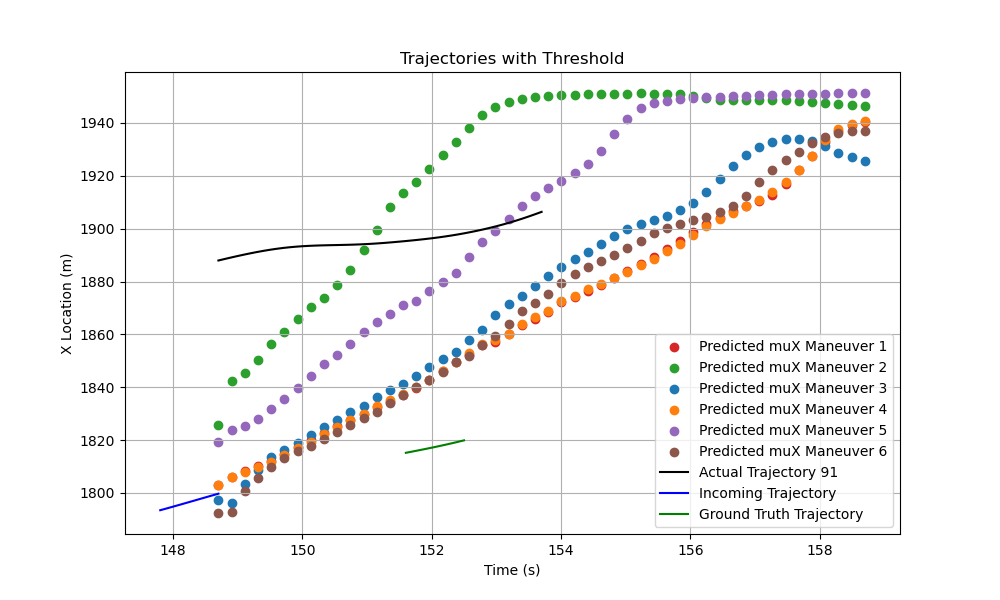 Trajectories with Threshold
X Location (m)
1940
1920
1900
1880
1860
1840
1820
1800
148
150
152
154
156
158
Time (s)
Predicted muX Maneuver 1
Predicted muX Maneuver 2
Predicted muX Maneuver 3
Predicted muX Maneuver 4
Predicted muX Maneuver 5
Predicted muX Maneuver 6
Actual Trajectory 91
Incoming Trajectory
Ground Truth Trajectory